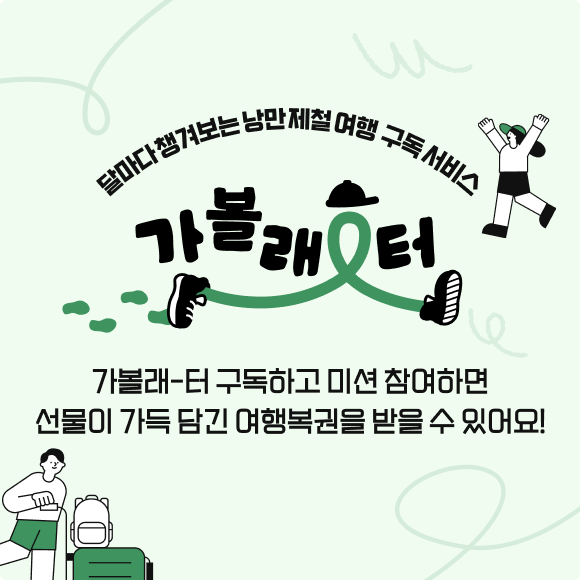 달마다 챙겨보는 낭만 제철 여행 구독 서비스
가볼래터
가볼래-터 구독하고 미션 참여하면
선물이 가득 담긴 여행복권을 받을 수 있어요!